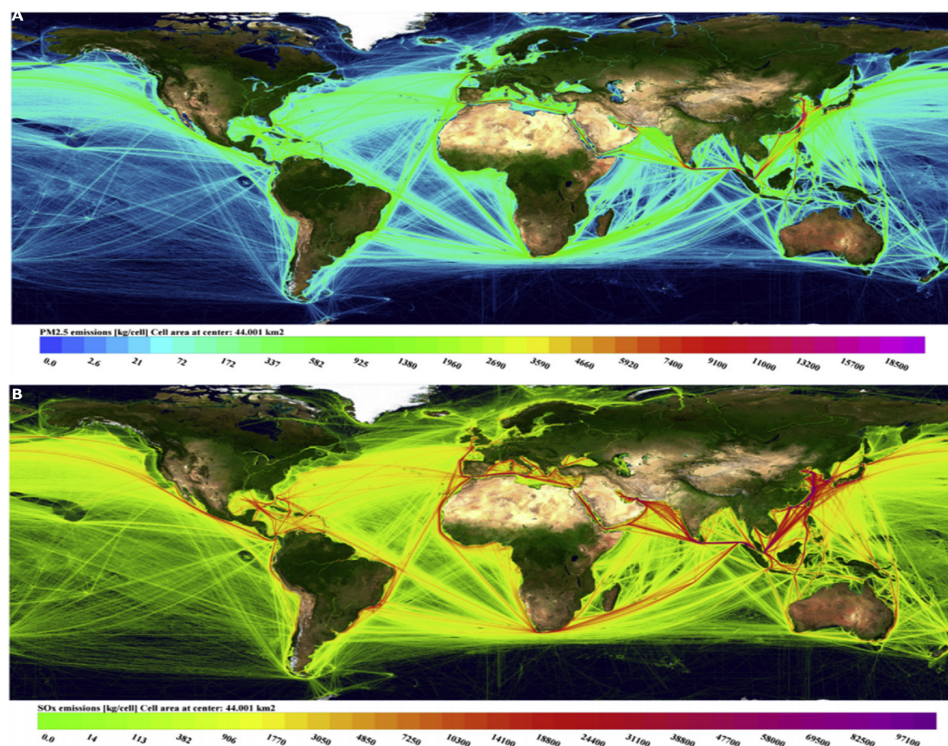 A
PM2.5 emissions [kg/cell] Cell area at center: 44.001 km2
0.0 2.6 21 72 172 337 582 925 1380 1960 2690 3590 4660 5920 7400 9100 11000 13200 15700 18500
B
SOx emissions [kg/cell] Cell area at center: 44.001 km2
0.0 14 113 382 906 1770 3050 4850 7250 10300 14100 18800 24400 31100 38800 47700 58000 69500 82500 97100